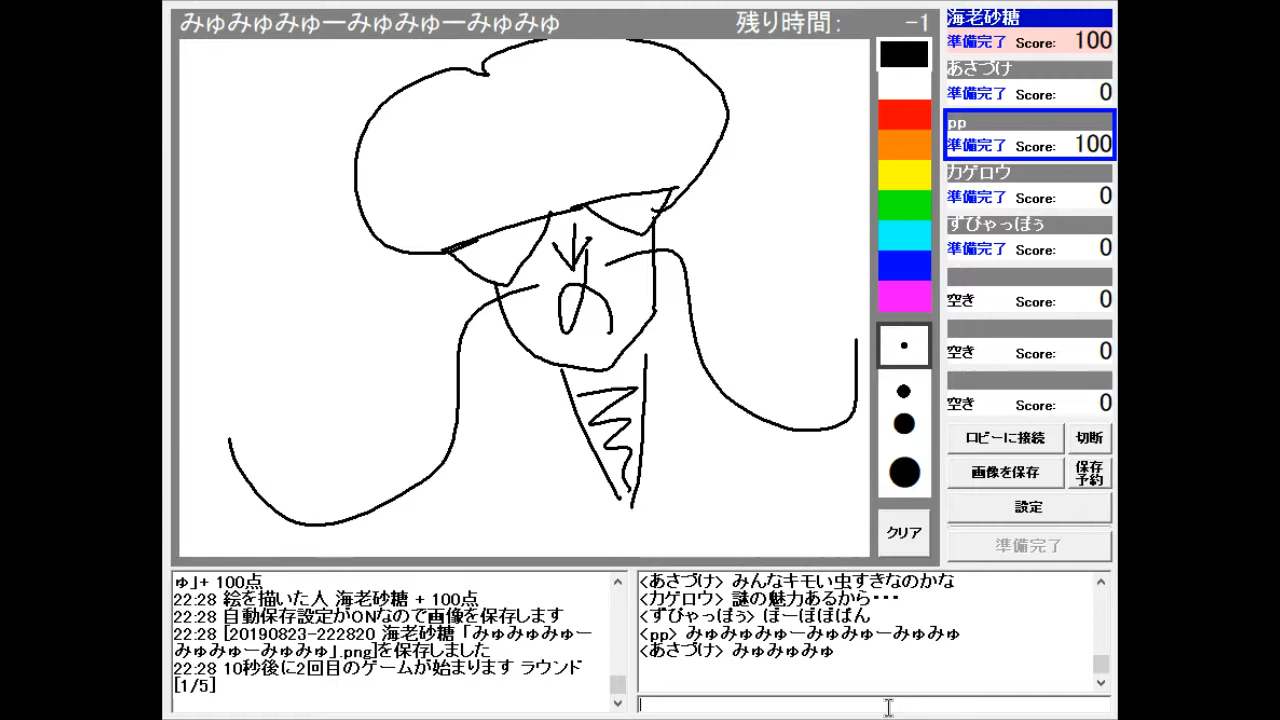 みゅみゅみゅーみゅみゅーみゅみゅ 残り時間: -1
海老砂糖
準備完了 Score: 100
あさづけ
準備完了 Score: 0
pp
準備完了 Score: 100
カゲロウ
準備完了 Score: 0
ずびゃっぽぅ
準備完了 Score: 0
空き Score: 0
空き Score: 0
空き Score: 0
ロビーに接続 切断
画像を保存 保存予約
設定
クリア
準備完了
ゅ」+ 100点
22:28 絵を描いた人 海老砂糖 + 100点
22:28 自動保存設定がONなので画像を保存します
22:28 [20190823-222820 海老砂糖 「みゅみゅみゅー
みゅみゅーみゅみゅ」.png]を保存しました
22:28 10秒後に2回目のゲームが始まります ラウンド
[1/5]
<あさづけ> みんなキモい虫すきなのかな
<カゲロウ> 謎の魅力あるから・・・
<ずびゃっぽぅ> ぼーぼぼぼん
<pp> みゅみゅみゅーみゅみゅーみゅみゅ
<あさづけ> みゅみゅみゅ